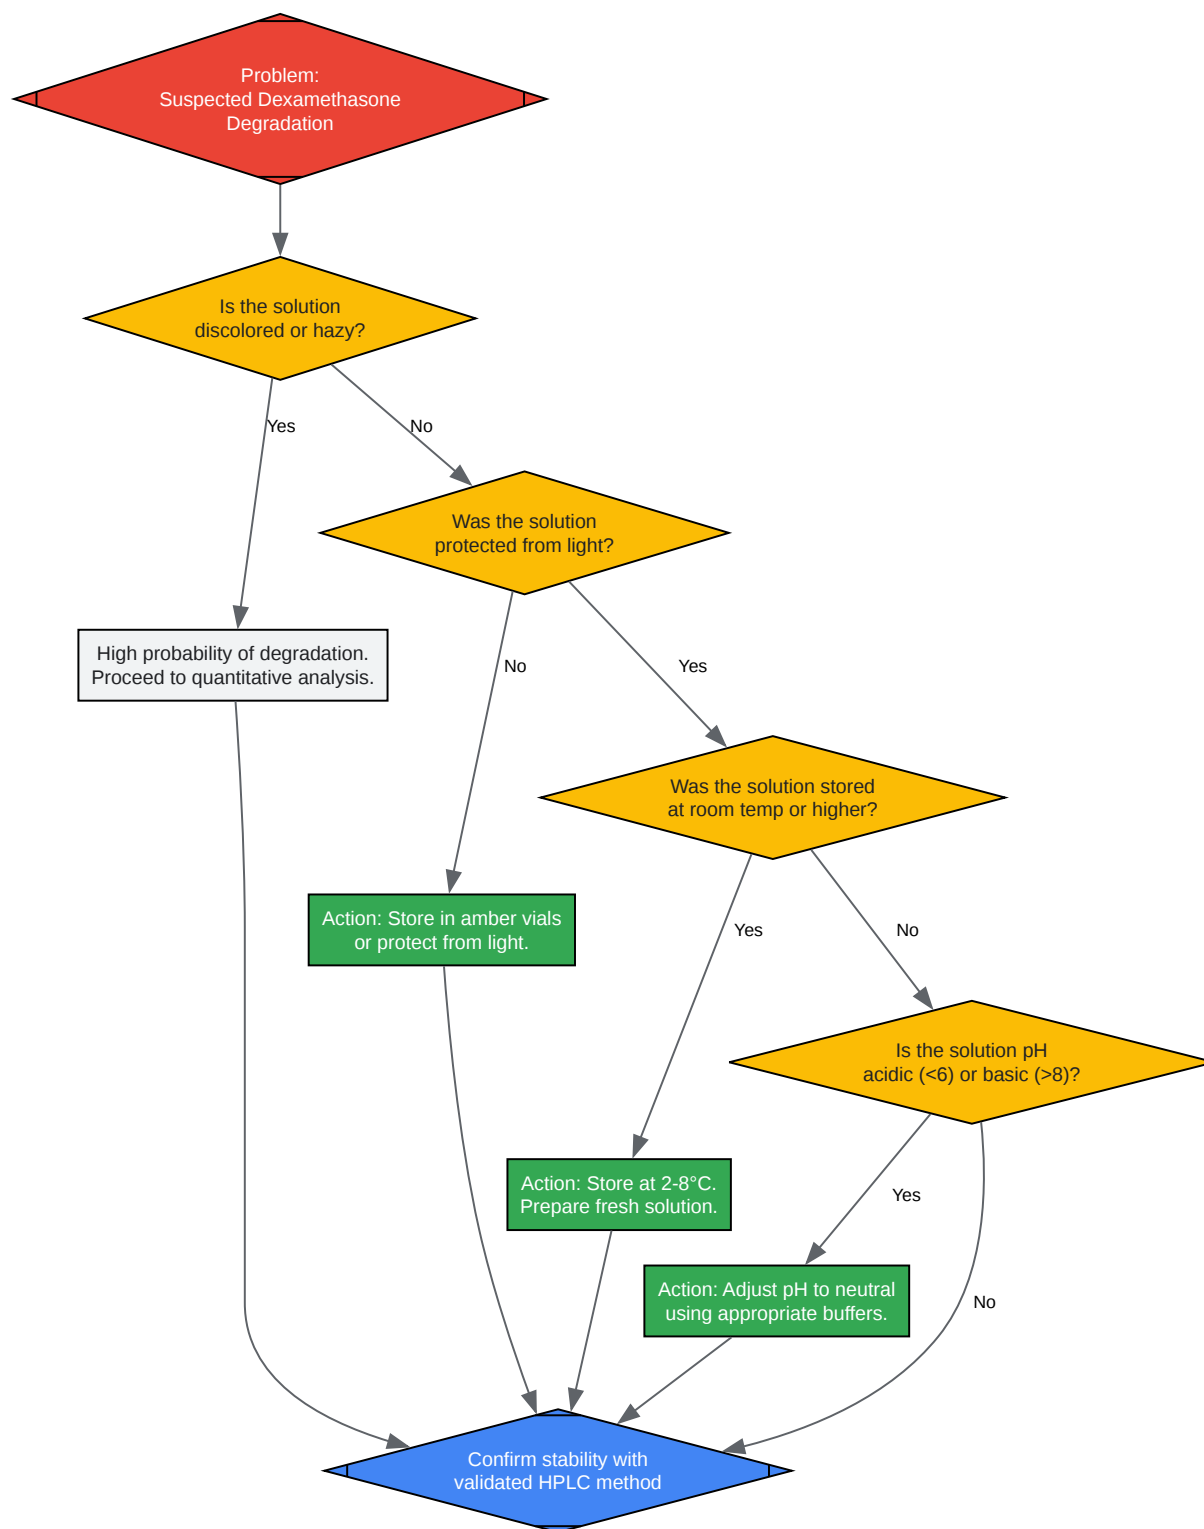 Problem:
Suspected Dexamethasone
Degradation
Is the solution
discolored or hazy?
Yes
No
Was the solution
protected from light?
High probability of degradation.
Proceed to quantitative analysis.
No
Yes
Was the solution stored
at room temp or higher?
Action: Store in amber vials
or protect from light.
Yes
No
Is the solution pH
acidic (<6) or basic (>8)?
Action: Store at 2-8°C.
Prepare fresh solution.
Yes
Action: Adjust pH to neutral
using appropriate buffers.
No
Confirm stability with
validated HPLC method